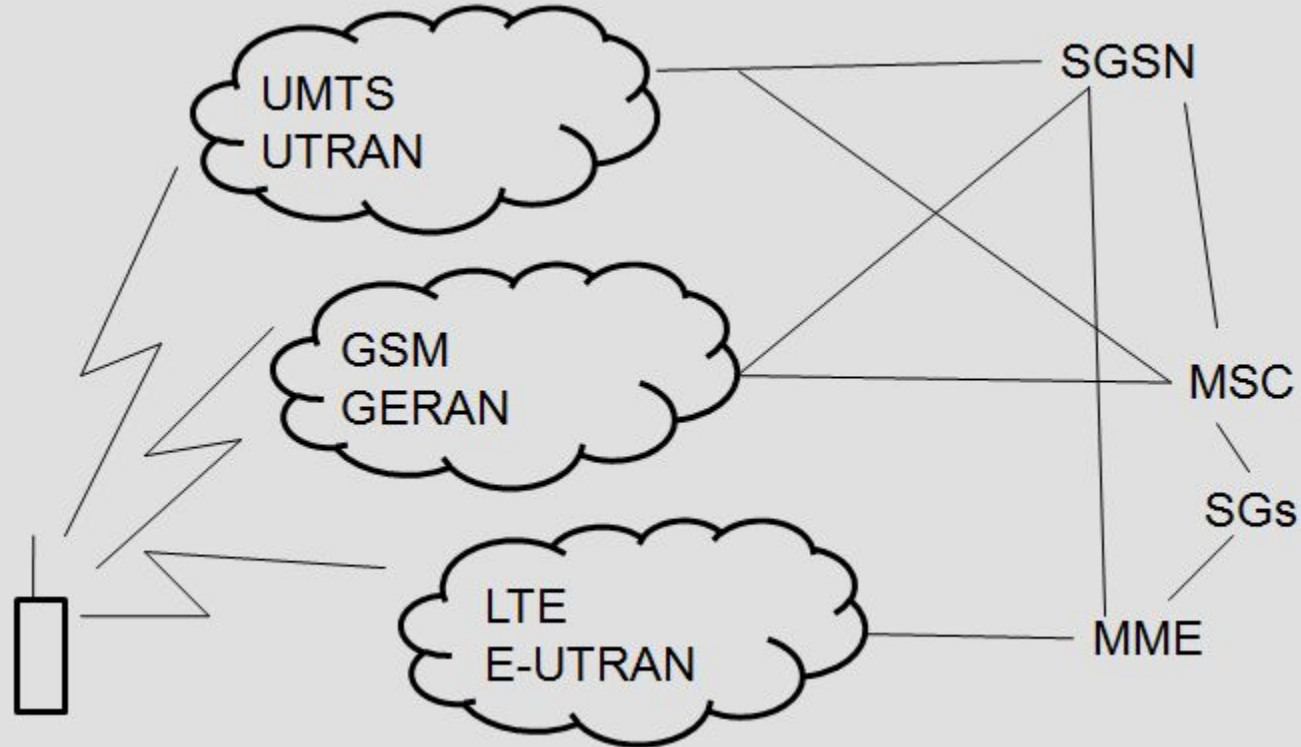 UMTS
UTRAN
SGSN
GSM
GERAN
MSC
SGs
LTE
E-UTRAN
MME